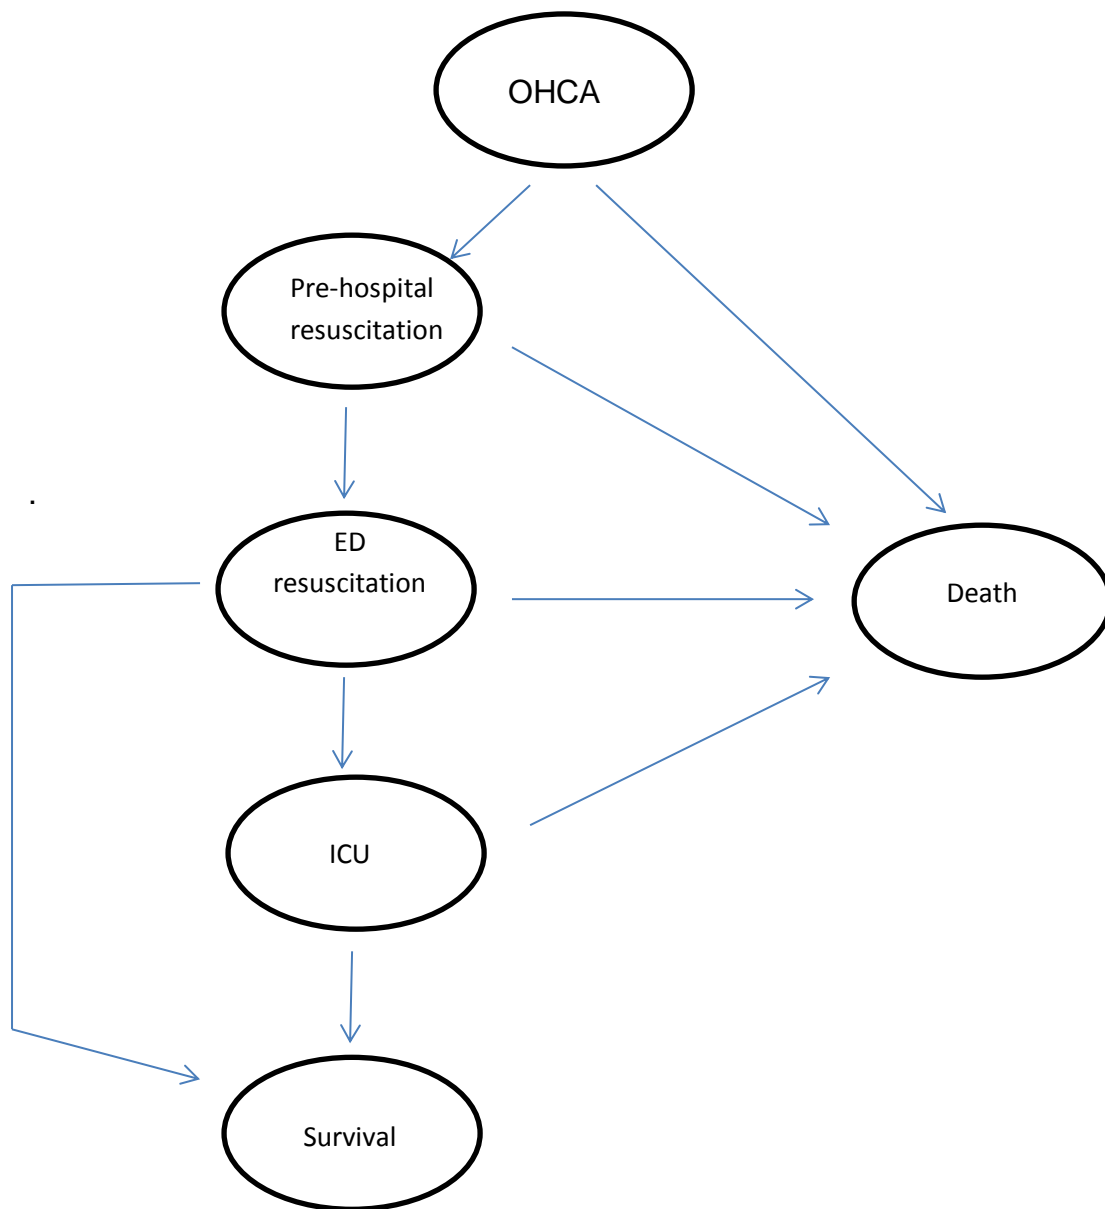 OHCA
Pre-hospital
resuscitation
.
ED
resuscitation
Death
ICU
Survival